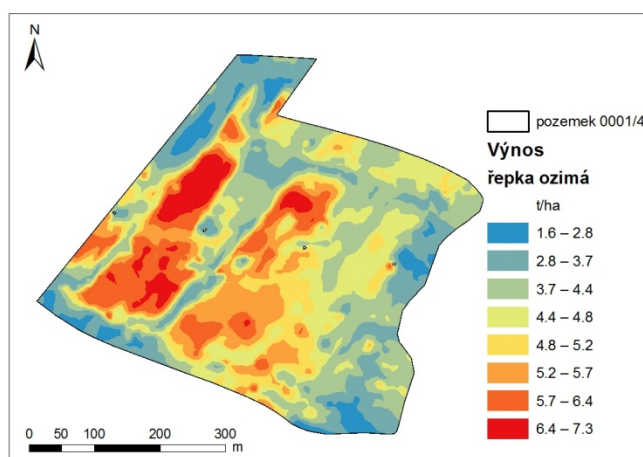 N
pozemek 0001/4
Výnos
řepka ozimá
t/ha
1.6 – 2.8
2.8 – 3.7
3.7 – 4.4
4.4 – 4.8
4.8 – 5.2
5.2 – 5.7
5.7 – 6.4
6.4 – 7.3
0 50 100 200 300
m